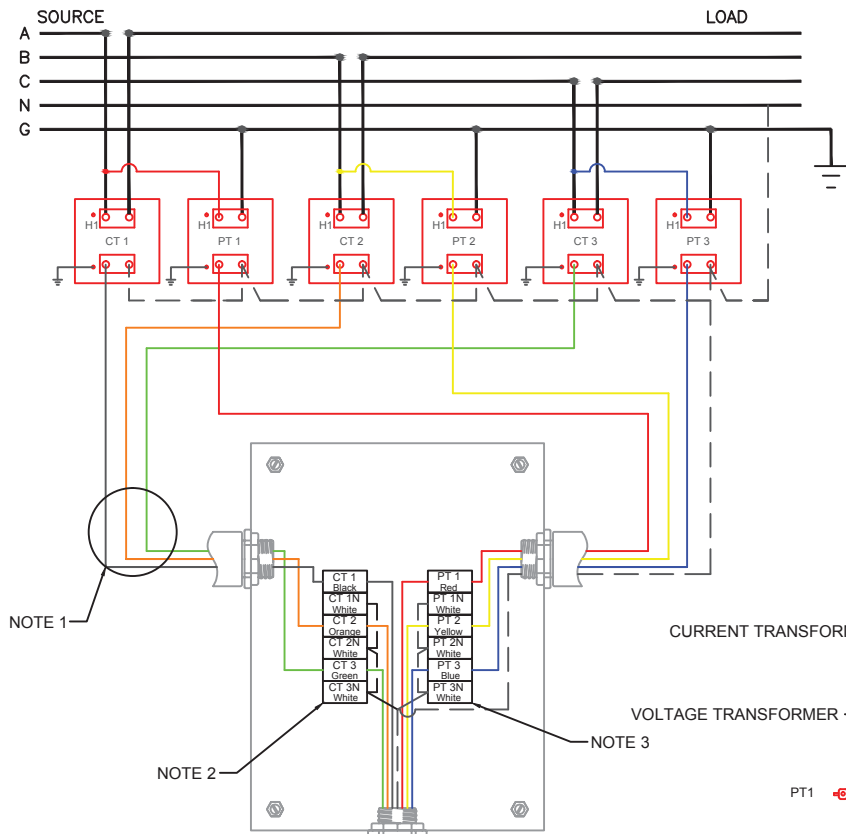 SOURCE
LOAD
A
B
C
N
G
H1
CT 1
H1
PT 1
H1
CT 2
H1
PT 2
H1
CT 3
H1
PT 3
NOTE 1
CT 1
Black
CT 1N
White
CT 2
Orange
CT 2N
White
CT 3
Green
CT 3N
White
PT 1
Red
PT 1N
White
PT 2
Yellow
PT 2N
White
PT 3
Blue
PT 3N
White
NOTE 2
NOTE 3
CURRENT TRANSFOR
VOLTAGE TRANSFORMER -
PT1